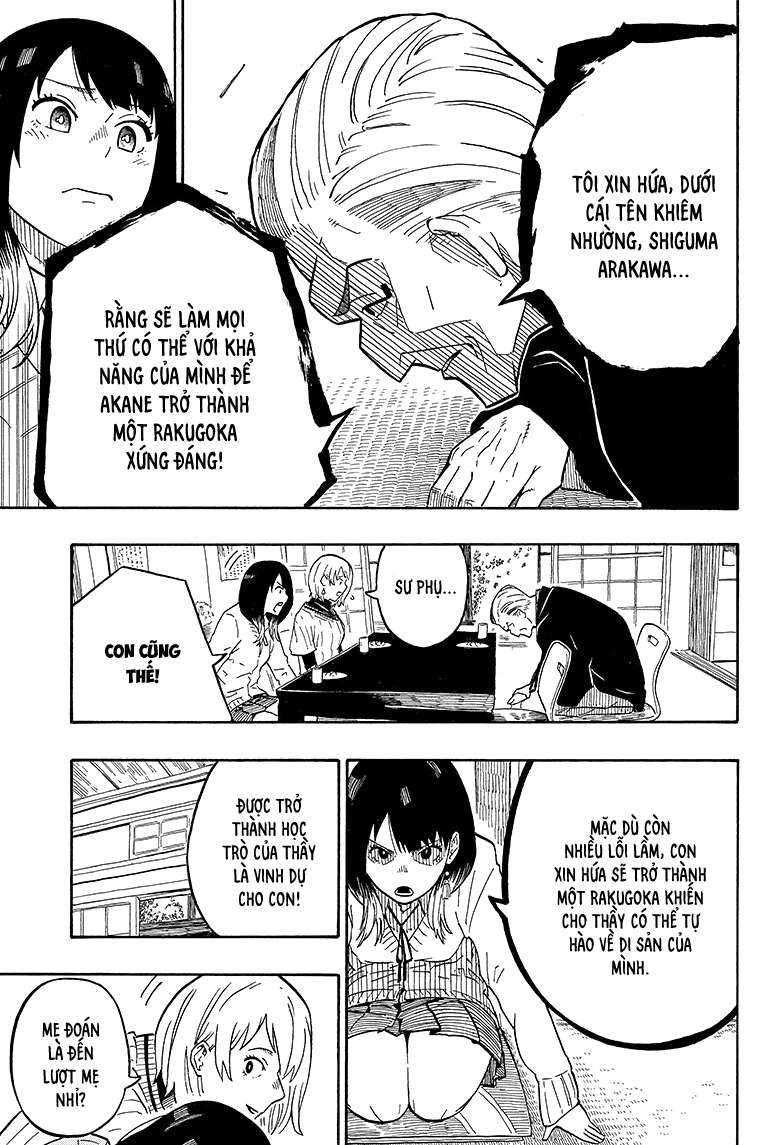 TÔI XIN HỨA, DƯỚI
CÁI TÊN KHIÊM
NHƯỜNG, SHIGUMA
ARAKAWA...
RẰNG SẼ LÀM MỌI
THỨ CÓ THỂ VỚI KHẢ
NĂNG CỦA MÌNH ĐỂ
AKANE TRỞ THÀNH
MỘT RAKUGOKA
XỨNG ĐÁNG!
SƯ PHỤ...
CON CŨNG
THẾ!
MẶC DÙ CÒN
NHIỀU LỖI LẦM, CON
XIN HỨA SẼ TRỞ THÀNH
MỘT RAKUGOKA KHIẾN
CHO THẦY CÓ THỂ TỰ
HÀO VỀ DI SẢN CỦA
MÌNH.
ĐƯỢC TRỞ
THÀNH HỌC
TRÒ CỦA THẦY
LÀ VINH DỰ
CHO CON!
MẸ ĐOÁN
LÀ ĐẾN
LƯỢT MẸ
NHỈ?